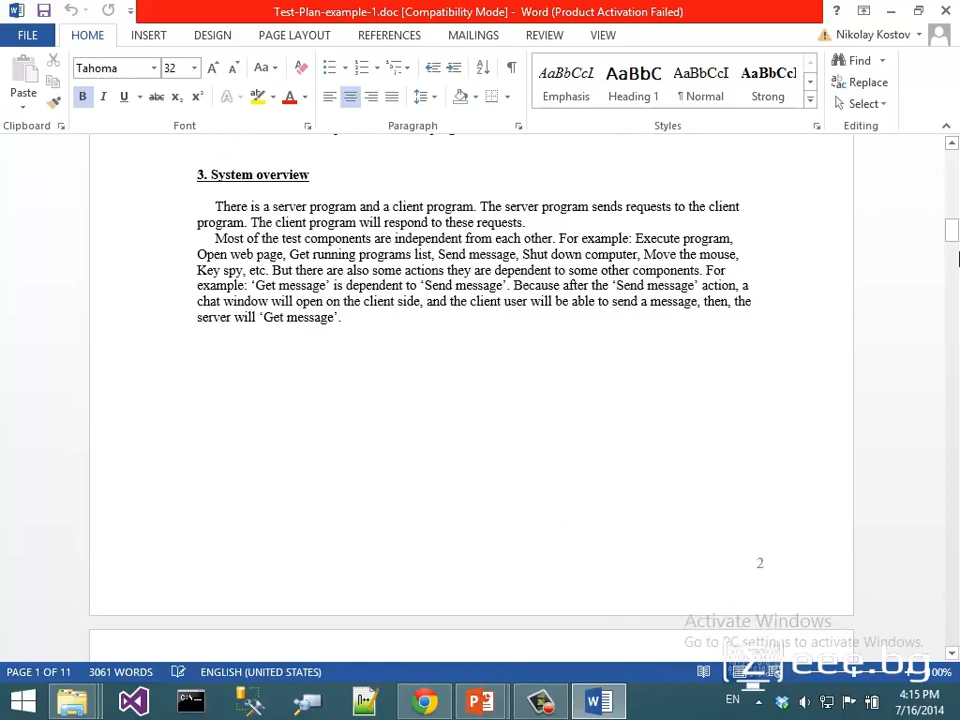 Test-Plan-example-1.doc [Compatibility Mode] - Word (Product Activation Failed)
FILE HOME INSERT DESIGN PAGE LAYOUT REFERENCES MAILINGS REVIEW VIEW Nikolay Kostov
Tahoma 32 Aa AaBbCcI AaBbC AaBbCcI AaBbCc Find
Paste B I U abc x₂ x² A A Emphasis Heading 1 ¶ Normal Strong Replace
Select
Clipboard Font Paragraph Styles Editing
3. System overview
There is a server program and a client program. The server program sends requests to the client
program. The client program will respond to these requests.
Most of the test components are independent from each other. For example: Execute program,
Open web page, Get running programs list, Send message, Shut down computer, Move the mouse,
Key spy, etc. But there are also some actions they are dependent to some other components. For
example: ‘Get message’ is dependent to ‘Send message’. Because after the ‘Send message’ action, a
chat window will open on the client side, and the client user will be able to send a message, then, the
server will ‘Get message’.
2
Activate Windows
Go to PC settings to activate Windows.
PAGE 1 OF 11 3061 WORDS ENGLISH (UNITED STATES)
EN 4:15 PM
7/16/2014